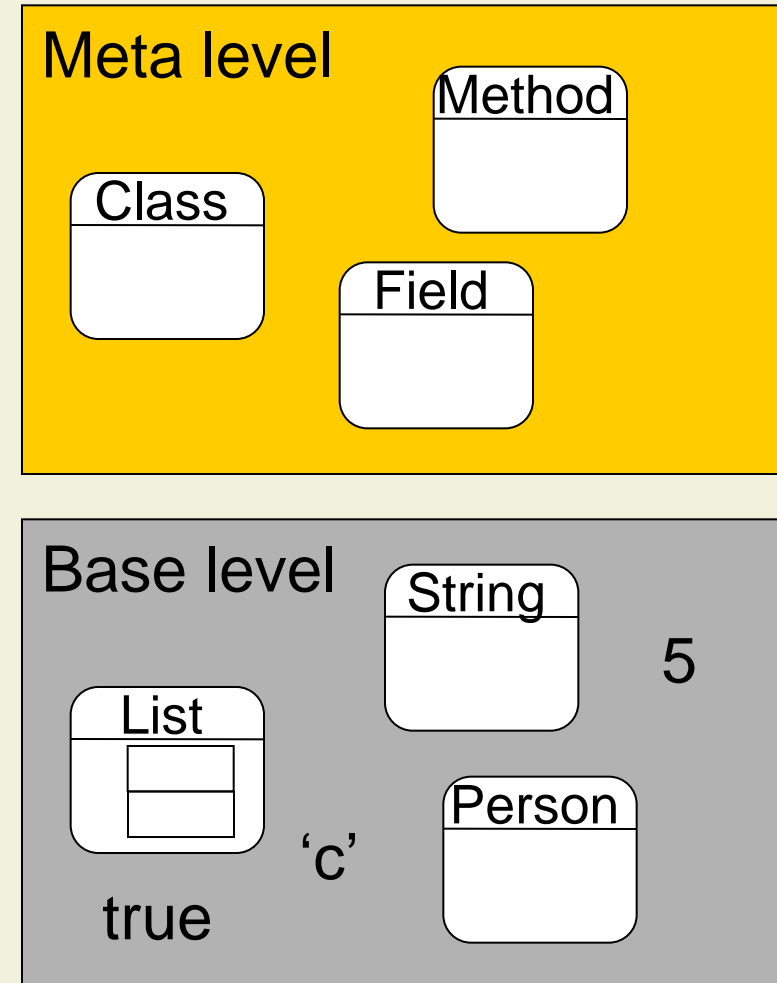 Meta level
Method
Class
Field
Base level
String
5
List
Person
‘c’
true